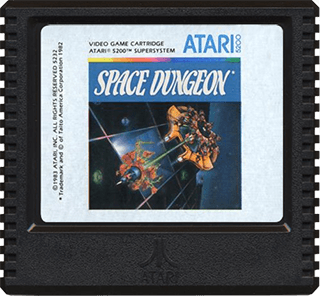 VIDEO GAME CARTRIDGE
ATARI® 5200™ SUPERSYSTEM
ATARI 5200
SPACE DUNGEON*
©1983 ATARI, INC. ALL RIGHTS RESERVED 5232
*Trademark and © of Taito America Corporation 1982
ATARI